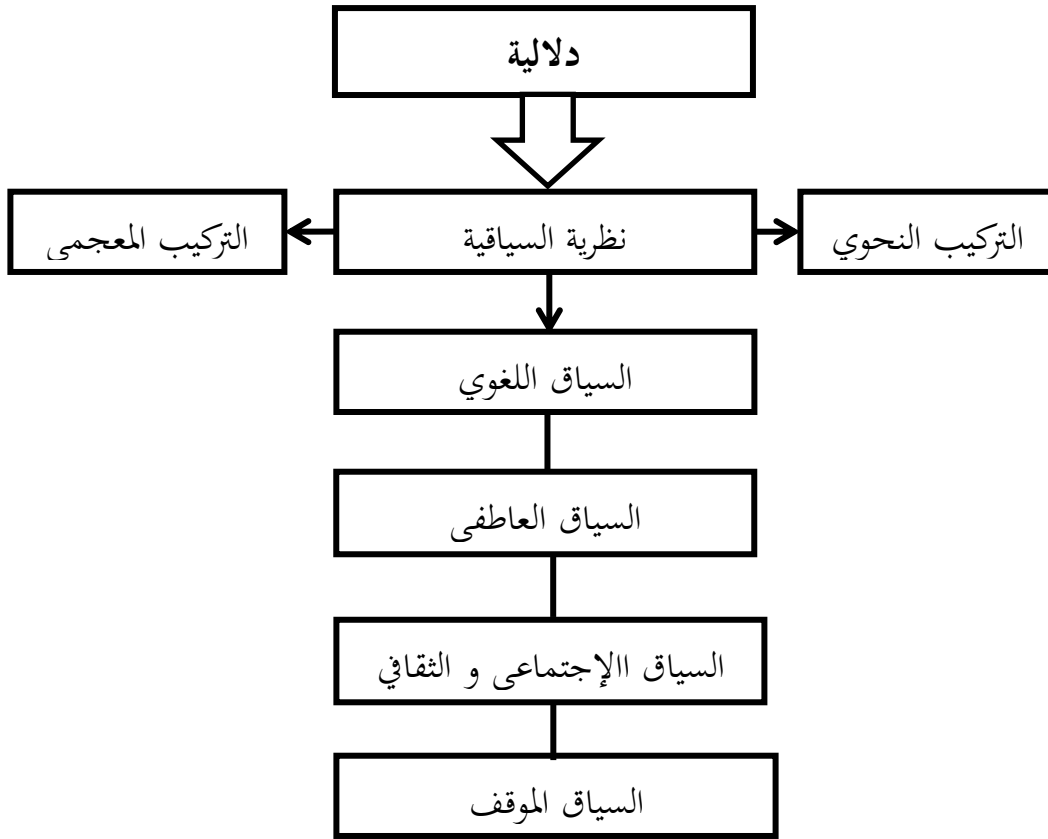 دلالية
التركيب النحوي
نظرية السياقية
التركيب المعجمى
السياق اللغوي
السياق العاطفى
السياق االإجتماعى و الثقافي
السياق الموقف